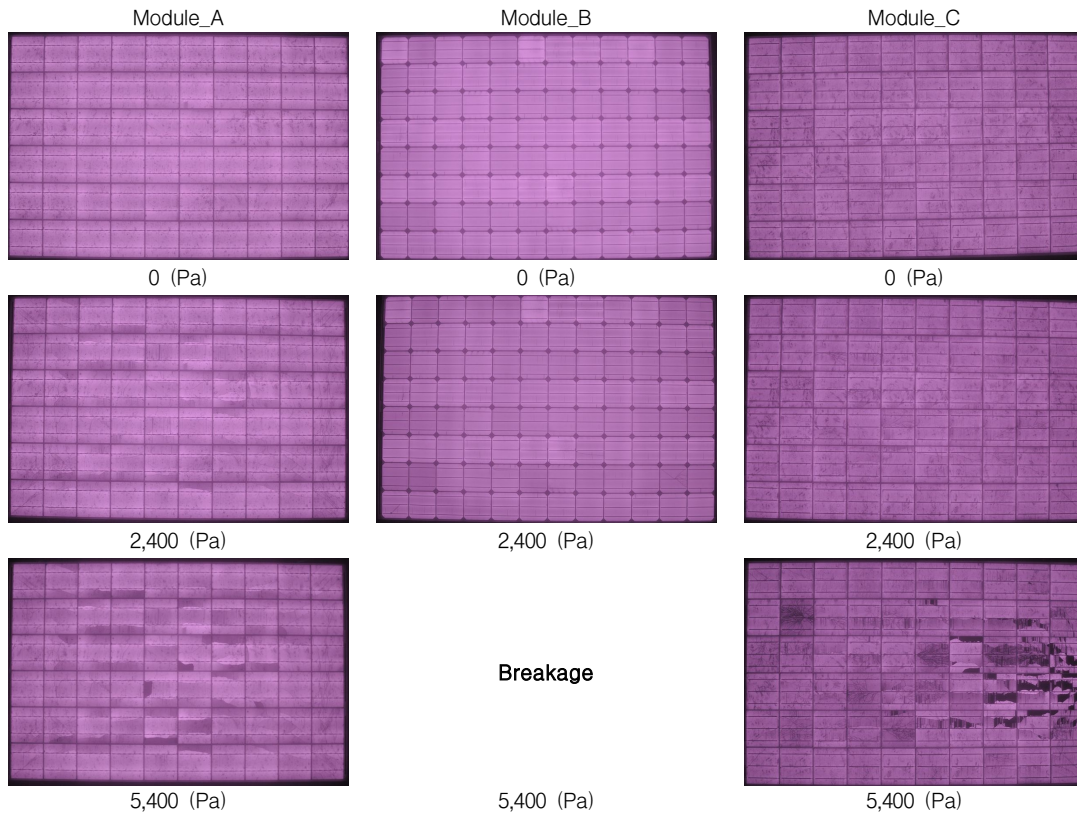 Module_A Module_B Module_C
0 (Pa) 0 (Pa) 0 (Pa)
2,400 (Pa) 2,400 (Pa) 2,400 (Pa)
Breakage
5,400 (Pa) 5,400 (Pa) 5,400 (Pa)